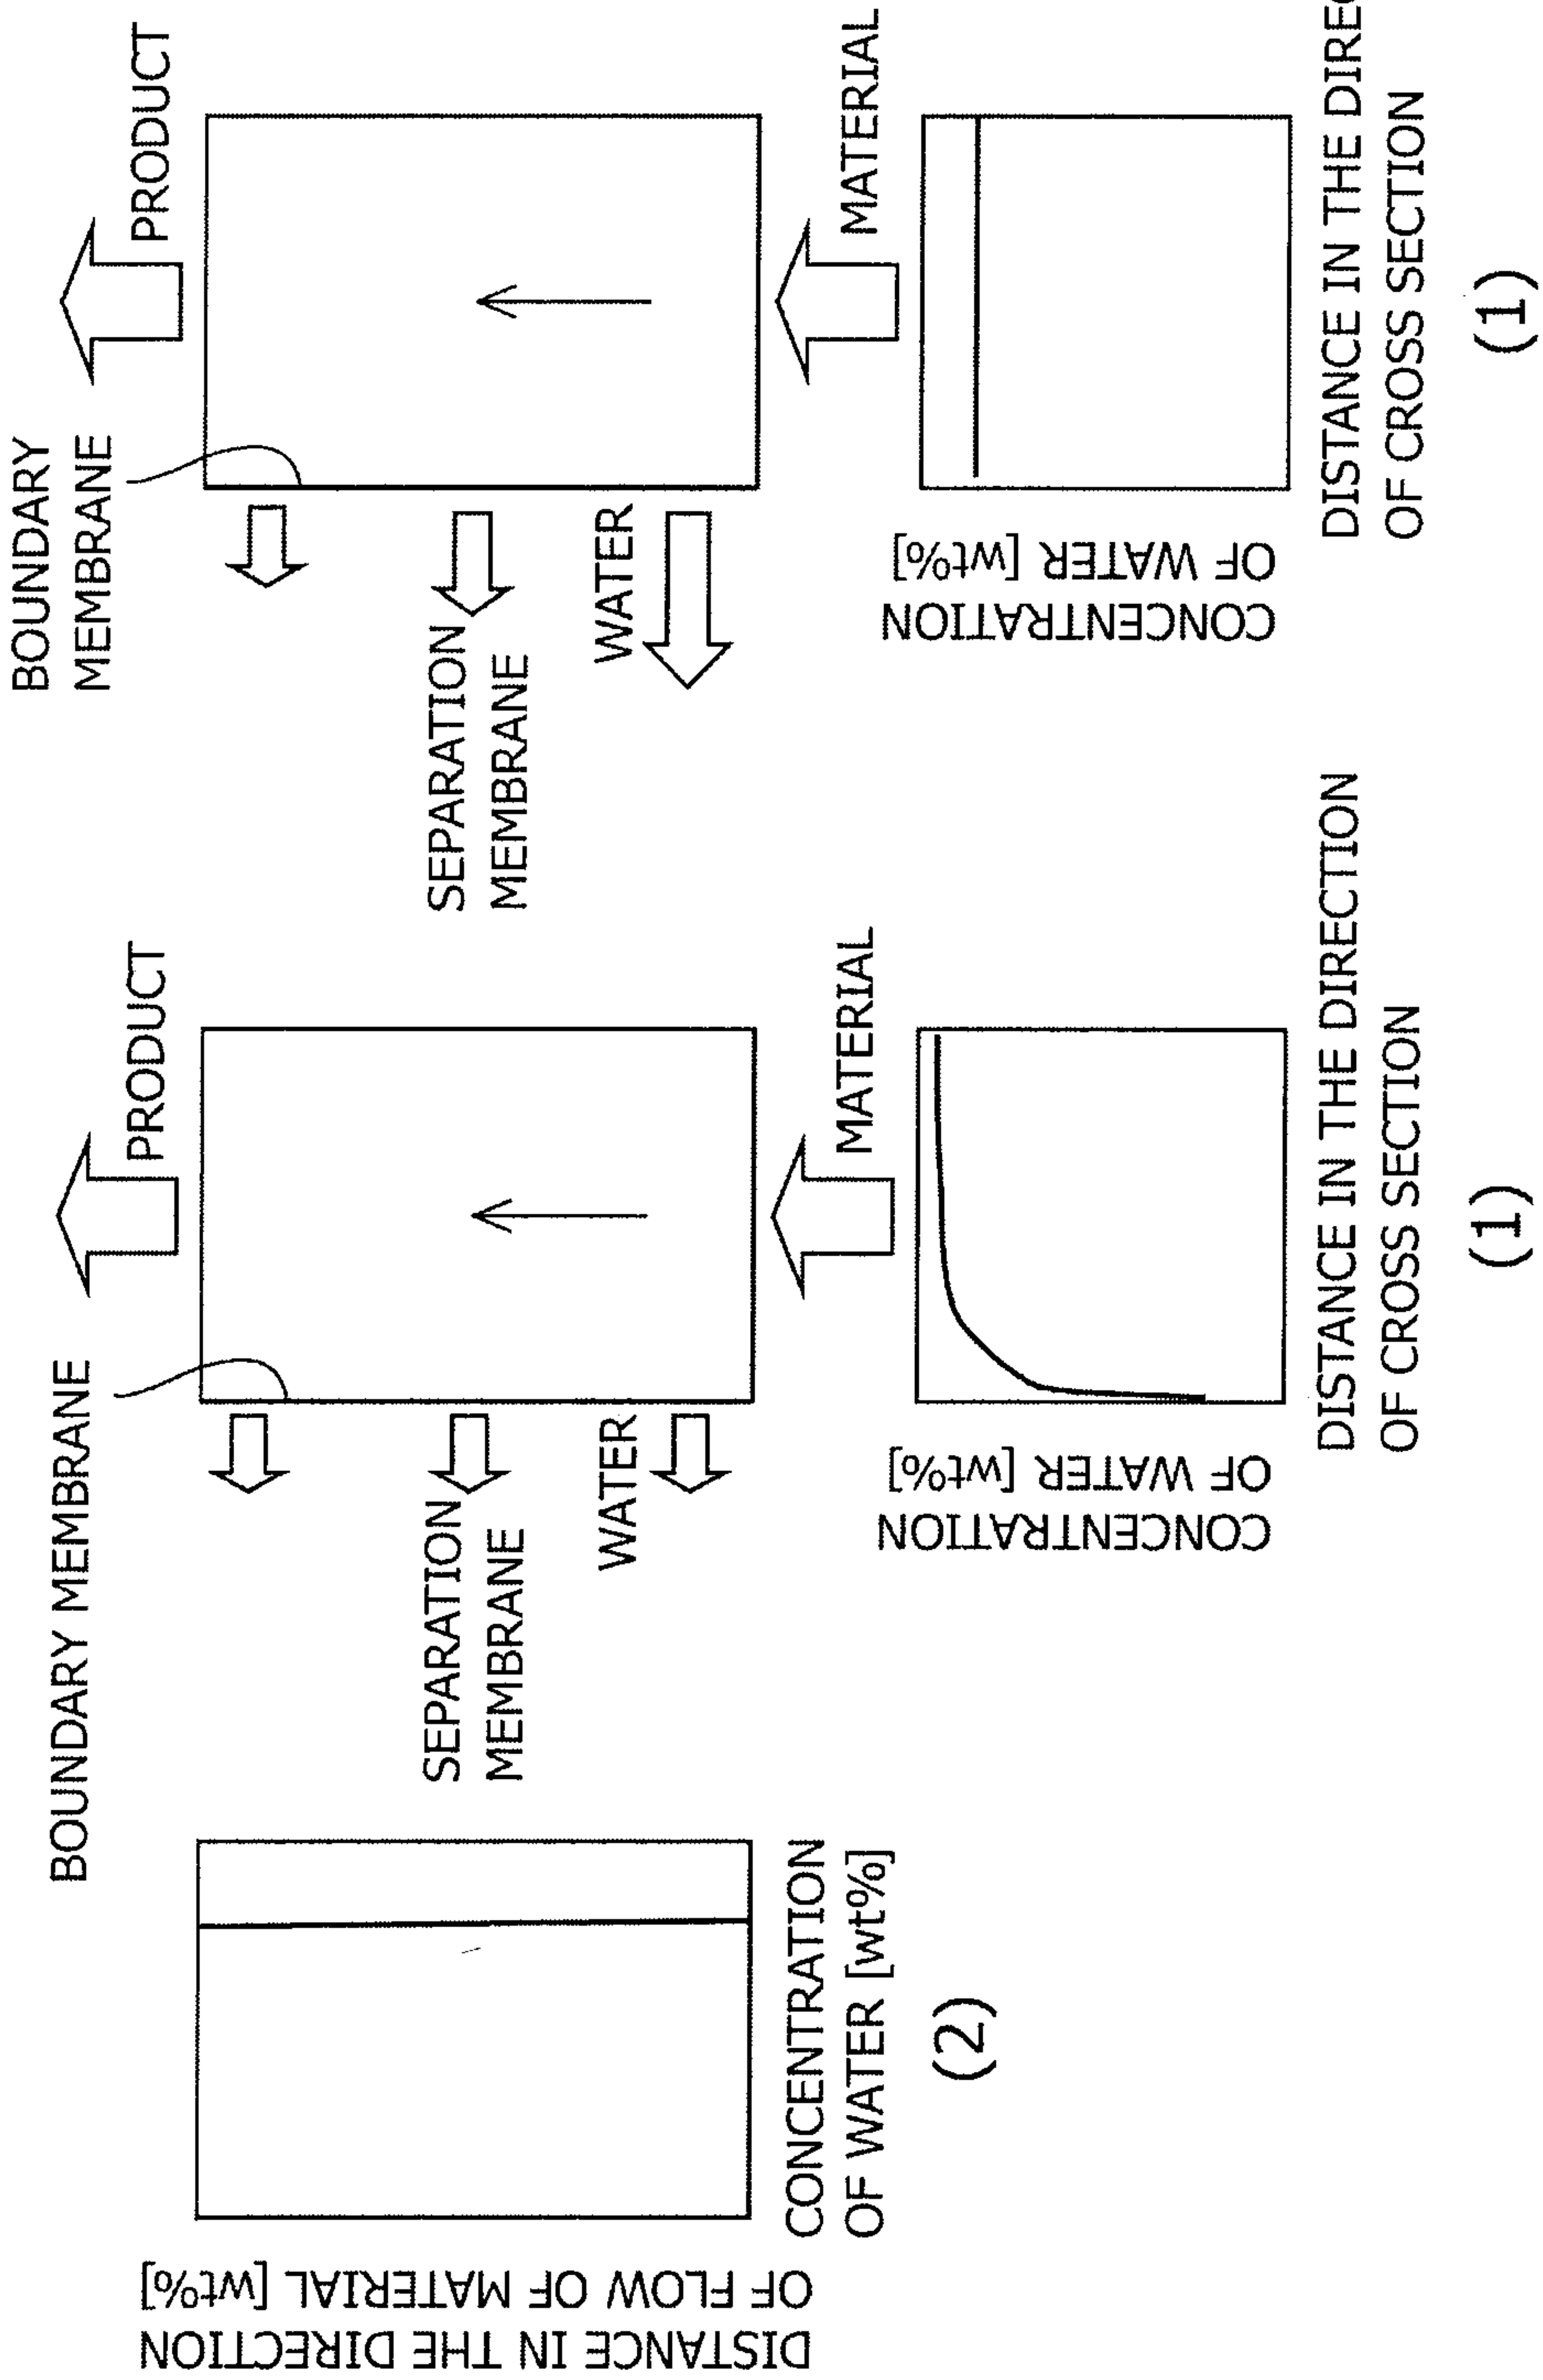 DISTANCE IN THE DIRECTION
OF FLOW OF MATERIAL [wt%]
CONCENTRATION
OF WATER [wt%]
(2)
BOUNDARY MEMBRANE
PRODUCT
SEPARATION
MEMBRANE
WATER
MATERIAL
CONCENTRATION
OF WATER [wt%]
DISTANCE IN THE DIRECTION
OF CROSS SECTION
(1)
BOUNDARY
MEMBRANE
PRODUCT
SEPARATION
MEMBRANE
WATER
MATERIAL
CONCENTRATION
OF WATER [wt%]
DISTANCE IN THE DIREC
OF CROSS SECTION
(1)